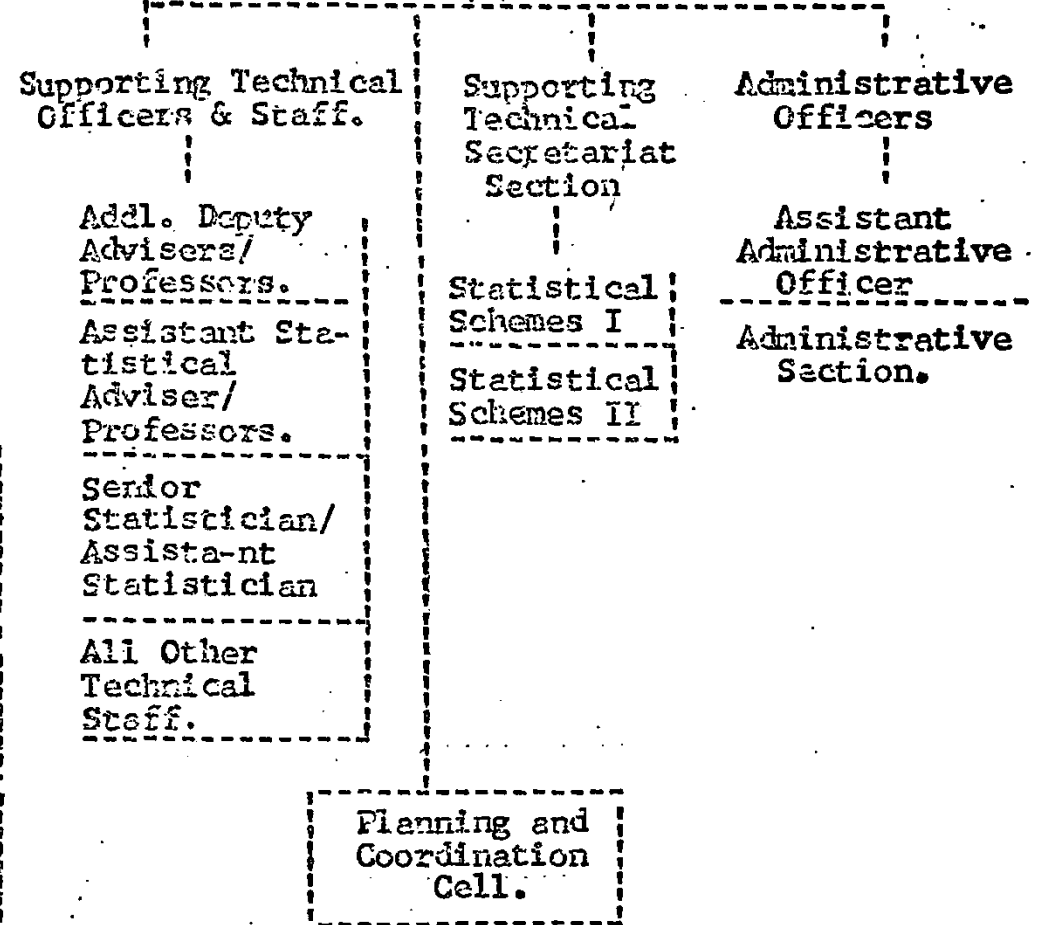 Supporting Technical
Officers & Staff.
Addl. Deputy
Advisers/
Professors.
Assistant Sta-
tistical
Adviser/
Professors.
Senior
Statistician/
Assista-nt
Statistician
All Other
Technical
Staff.
Supporting
Technical
Secretariat
Section
Statistical
Schemes I
Statistical
Schemes II
Administrative
Officers
Assistant
Administrative
Officer
Administrative
Section.
Planning and
Coordination
Cell.